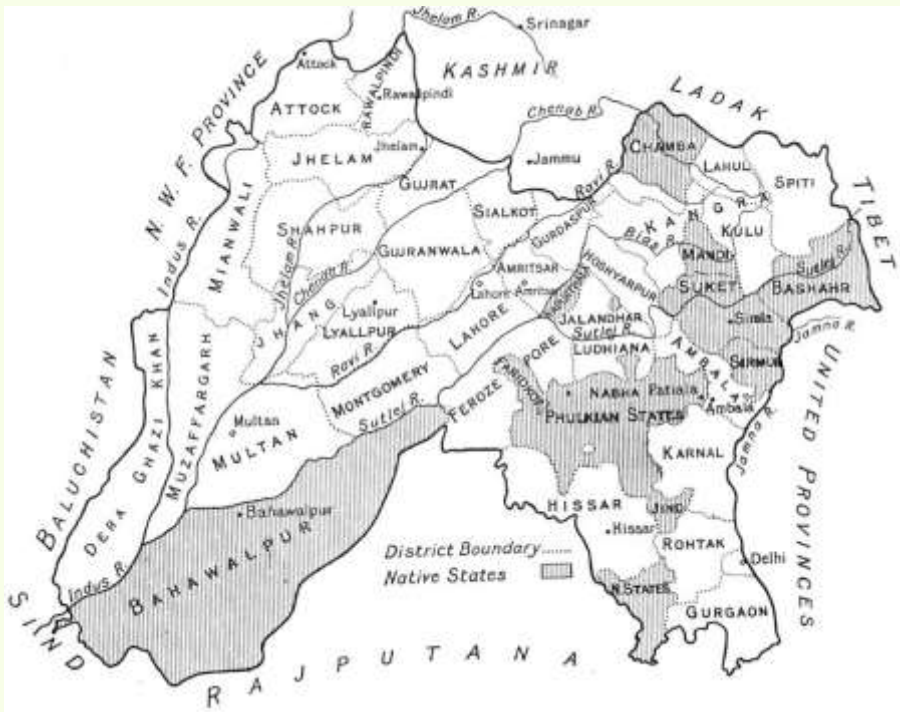 Jhelam R.
Srinagar
KASHMIR
Attock
RAWALPINDI
Rawalpindi
ATTOCK
N. W. F. PROVINCE
LADAK
Chenab R.
CHAMBA
LAHUL
SPITI
JHELAM
Jhelam
Jammu
Ravi R.
TIBET
GUJRAT
MIANWALI
SIALKOT
GURDASPUR
KANGRA
KULU
Bias R.
SHAHPUR
GUJRANWALA
MANDI
Sutlej R.
Indus R.
Jhelam R.
Chenab R.
AMRITSAR
Lahore
Amritsar
HOSHYARPUR
SUKET
BASHAHR
JHANG
Lyallpur
LYALLPUR
LAHORE
JALANDHAR
Simla
Jamna R.
Sutlej R.
Ravi R.
LUDHIANA
AMBALA
SIRMUR
BALUCHISTAN
DERA GHAZI KHAN
MUZAFFARGARH
MONTGOMERY
FEROZEPORE
FARIDKOT
NABHA
Patiala
PHULKIAN STATES
Ambala
UNITED PROVINCES
Sutlej R.
Multan
MULTAN
KARNAL
Jamna R.
HISSAR
JIND
Bahawalpur
BAHAWALPUR
Hissar
ROHTAK
Delhi
District Boundary......
Native States
Indus R.
N. STATES
GURGAON
SIND
RAJPUTANA